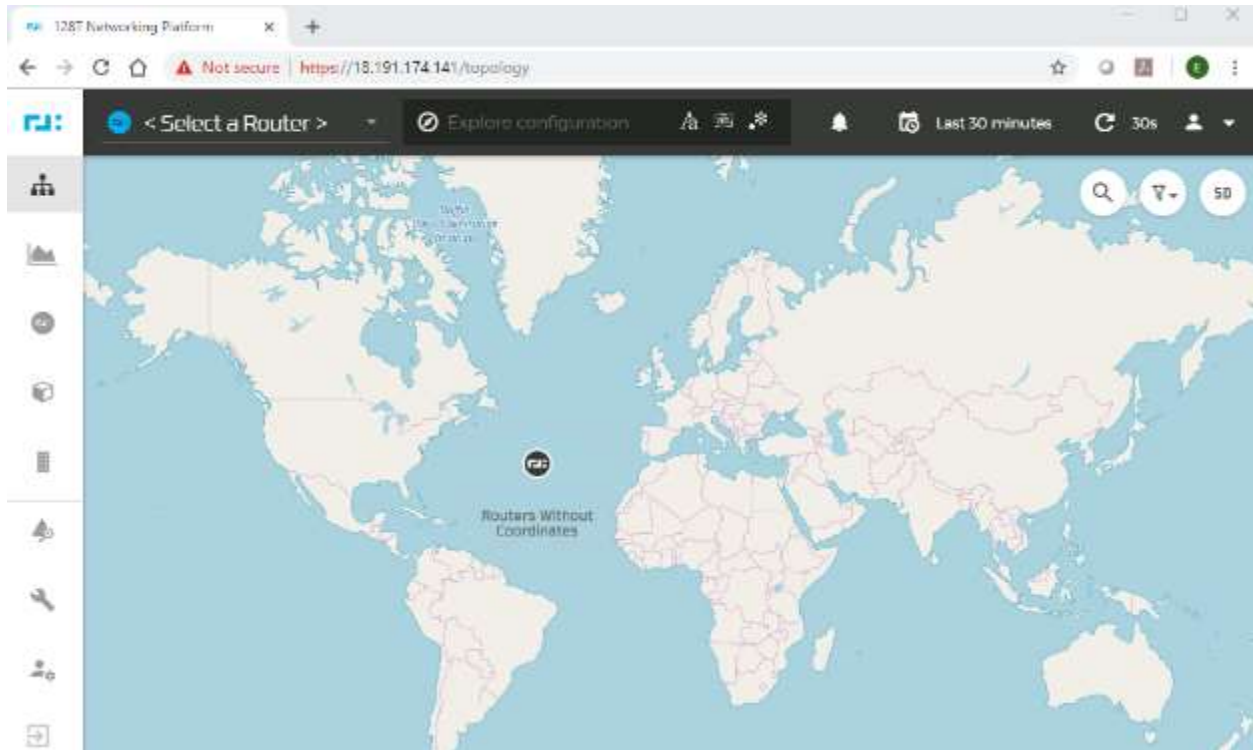 128T Networking Platform
Not secure | https://18.191.174.141/topology
E
< Select a Router >
Explore configuration
Last 30 minutes
30s
Routers Without
Coordinates